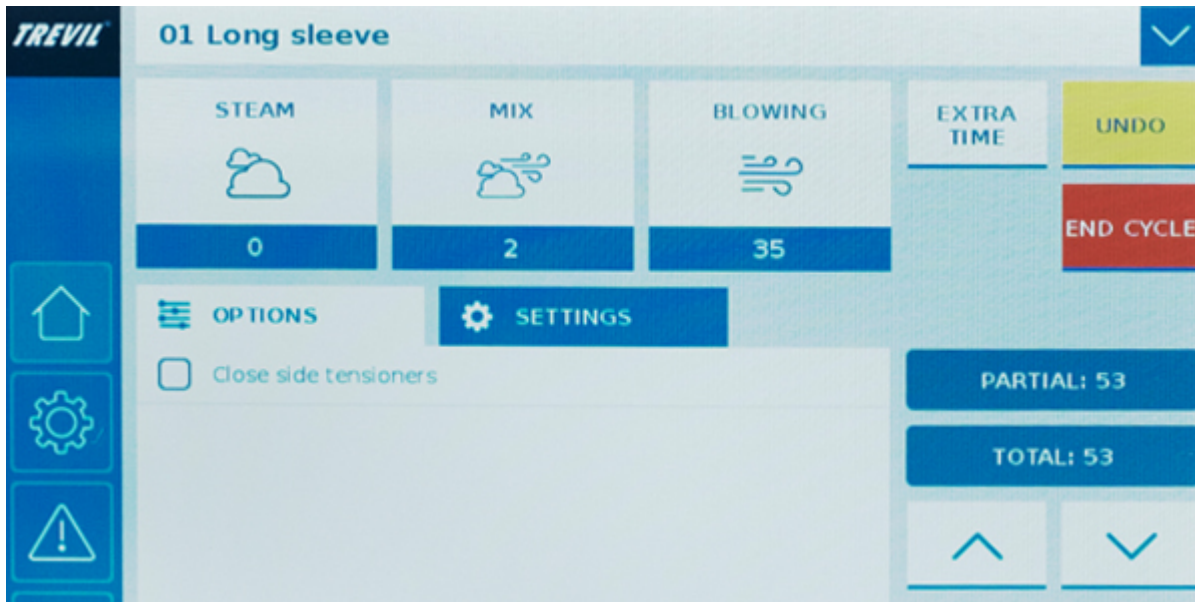 TREVIL
01 Long sleeve
STEAM
MIX
BLOWING
EXTRA
TIME
UNDO
0
2
35
END CYCLE
OPTIONS
SETTINGS
Close side tensioners
PARTIAL: 53
TOTAL: 53